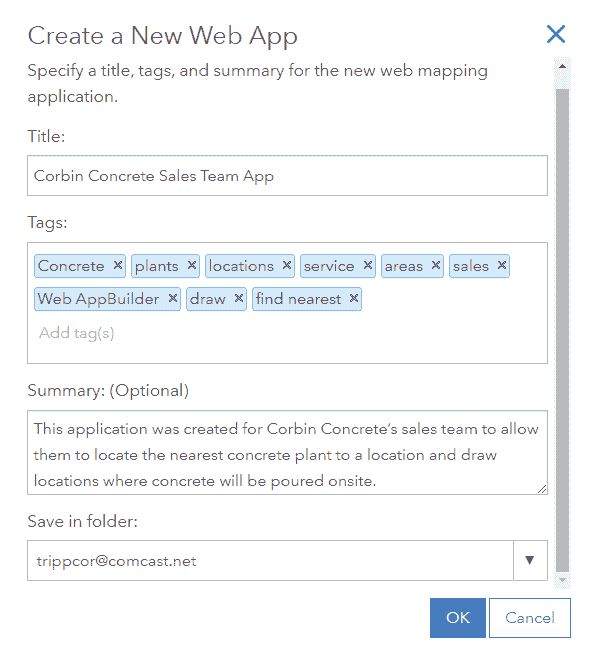 Create a New Web App
Specify a title, tags, and summary for the new web mapping
application.
Title:
Corbin Concrete Sales Team App
Tags:
Concrete × plants × locations × service × areas × sales ×
Web AppBuilder × draw × find nearest ×
Add tag(s)
Summary: (Optional)
This application was created for Corbin Concrete's sales team to allow
them to locate the nearest concrete plant to a location and draw
locations where concrete will be poured onsite.
Save in folder:
trippcor@comcast.net
OK Cancel